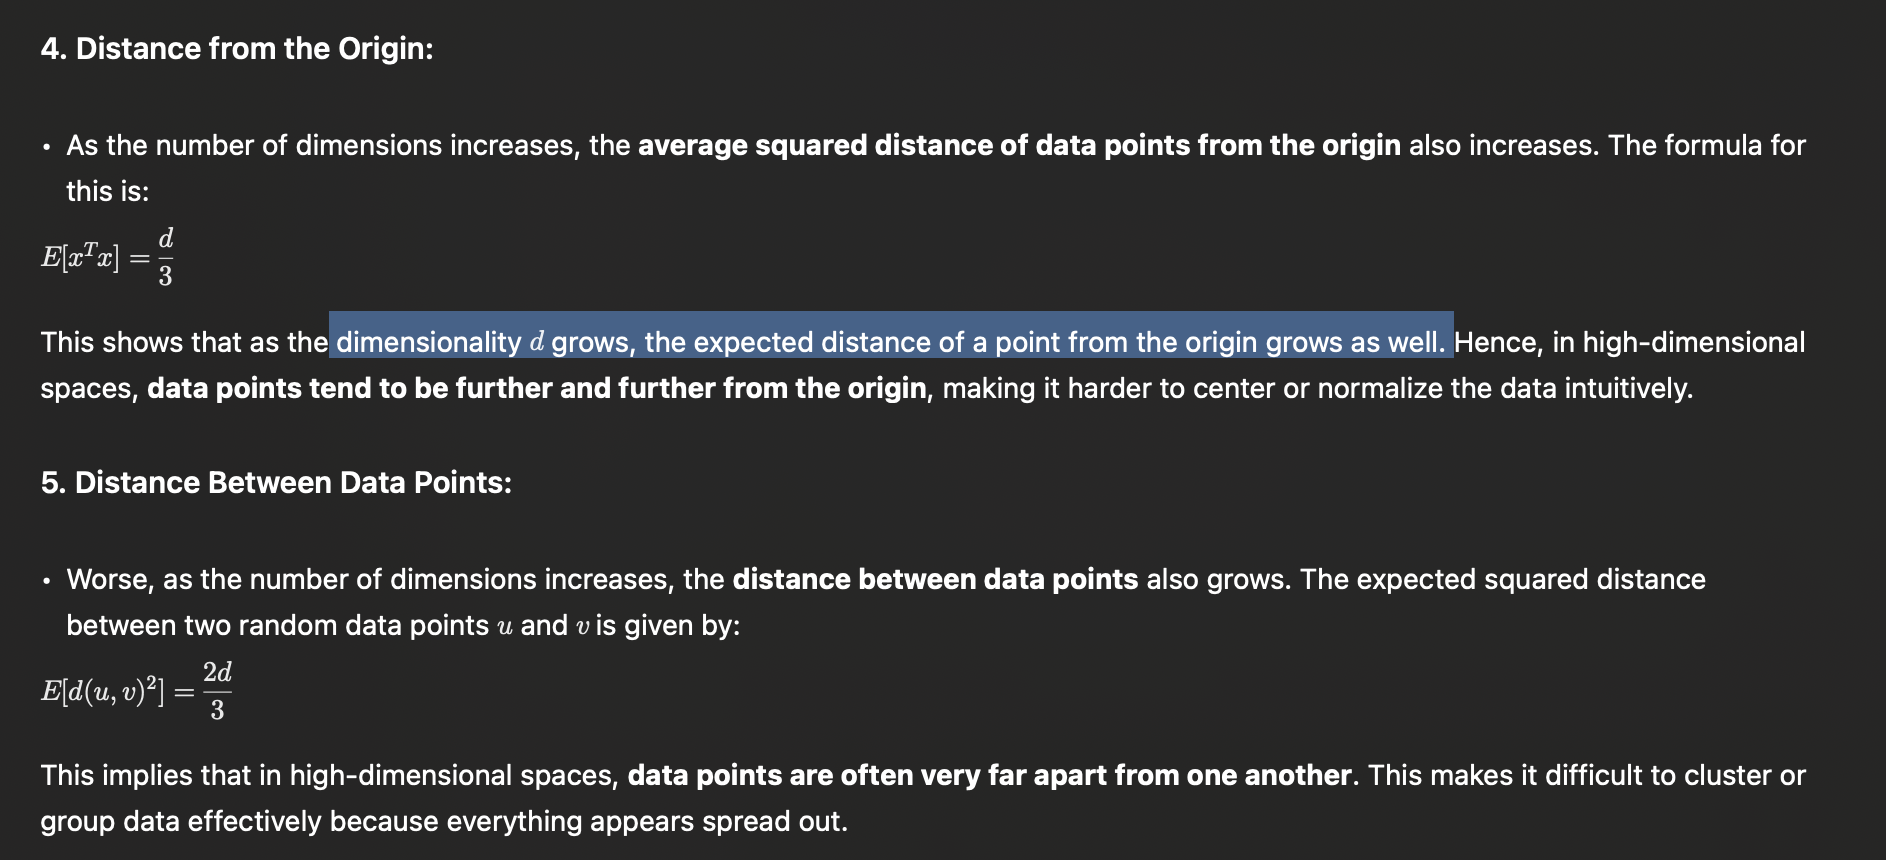 4. Distance from the Origin:
• As the number of dimensions increases, the average squared distance of data points from the origin also increases. The formula for
this is:
E[xᵀx] = d/3
This shows that as the dimensionality d grows, the expected distance of a point from the origin grows as well. Hence, in high-dimensional
spaces, data points tend to be further and further from the origin, making it harder to center or normalize the data intuitively.
5. Distance Between Data Points:
• Worse, as the number of dimensions increases, the distance between data points also grows. The expected squared distance
between two random data points u and v is given by:
E[d(u, v)²] = 2d/3
This implies that in high-dimensional spaces, data points are often very far apart from one another. This makes it difficult to cluster or
group data effectively because everything appears spread out.